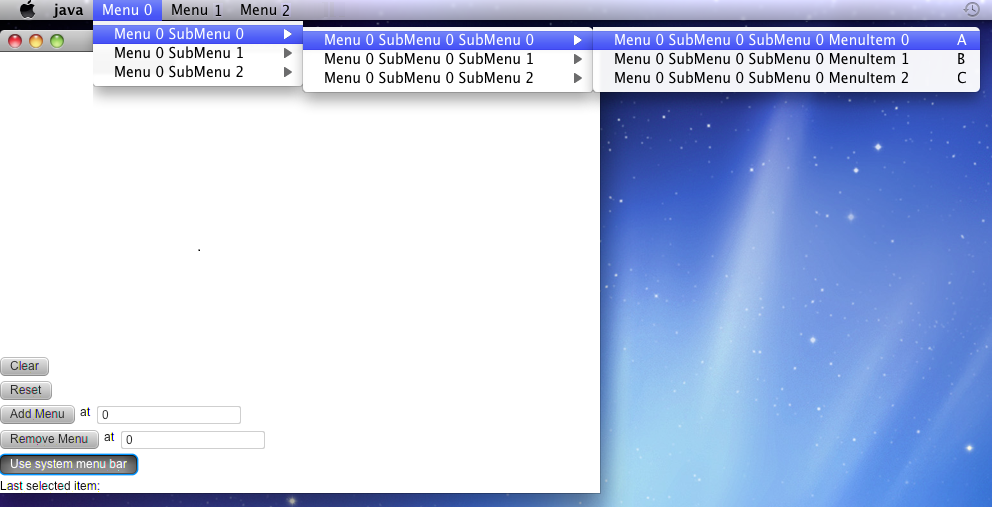 java Menu 0 Menu 1 Menu 2
Menu 0 SubMenu 0
Menu 0 SubMenu 1
Menu 0 SubMenu 2
Menu 0 SubMenu 0 SubMenu 0
Menu 0 SubMenu 0 SubMenu 1
Menu 0 SubMenu 0 SubMenu 2
Menu 0 SubMenu 0 SubMenu 0 MenuItem 0 A
Menu 0 SubMenu 0 SubMenu 0 MenuItem 1 B
Menu 0 SubMenu 0 SubMenu 0 MenuItem 2 C
.
Clear
Reset
Add Menu at 0
Remove Menu at 0
Use system menu bar
Last selected item: